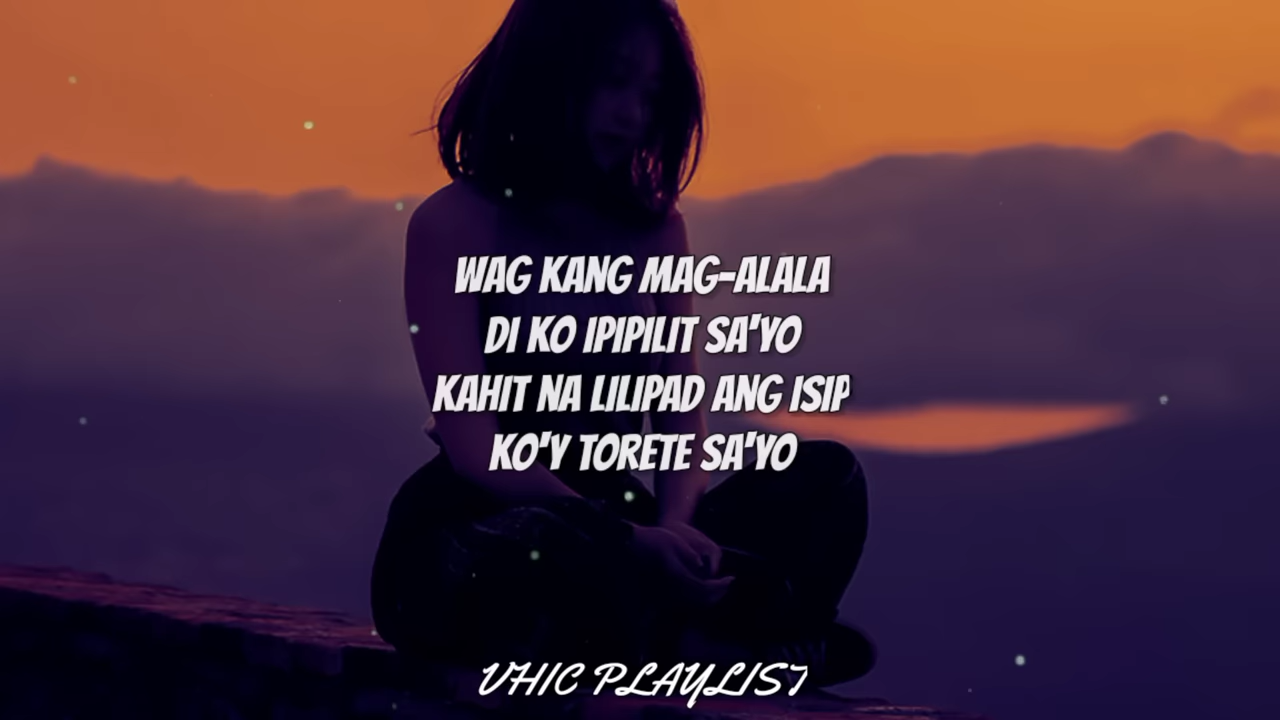 WAG KANG MAG-ALALA
DI KO IPIPILIT SA'YO
KAHIT NA LILIPAD ANG ISIP
KO'Y TORETE SA'YO
VHIC PLAYLIST